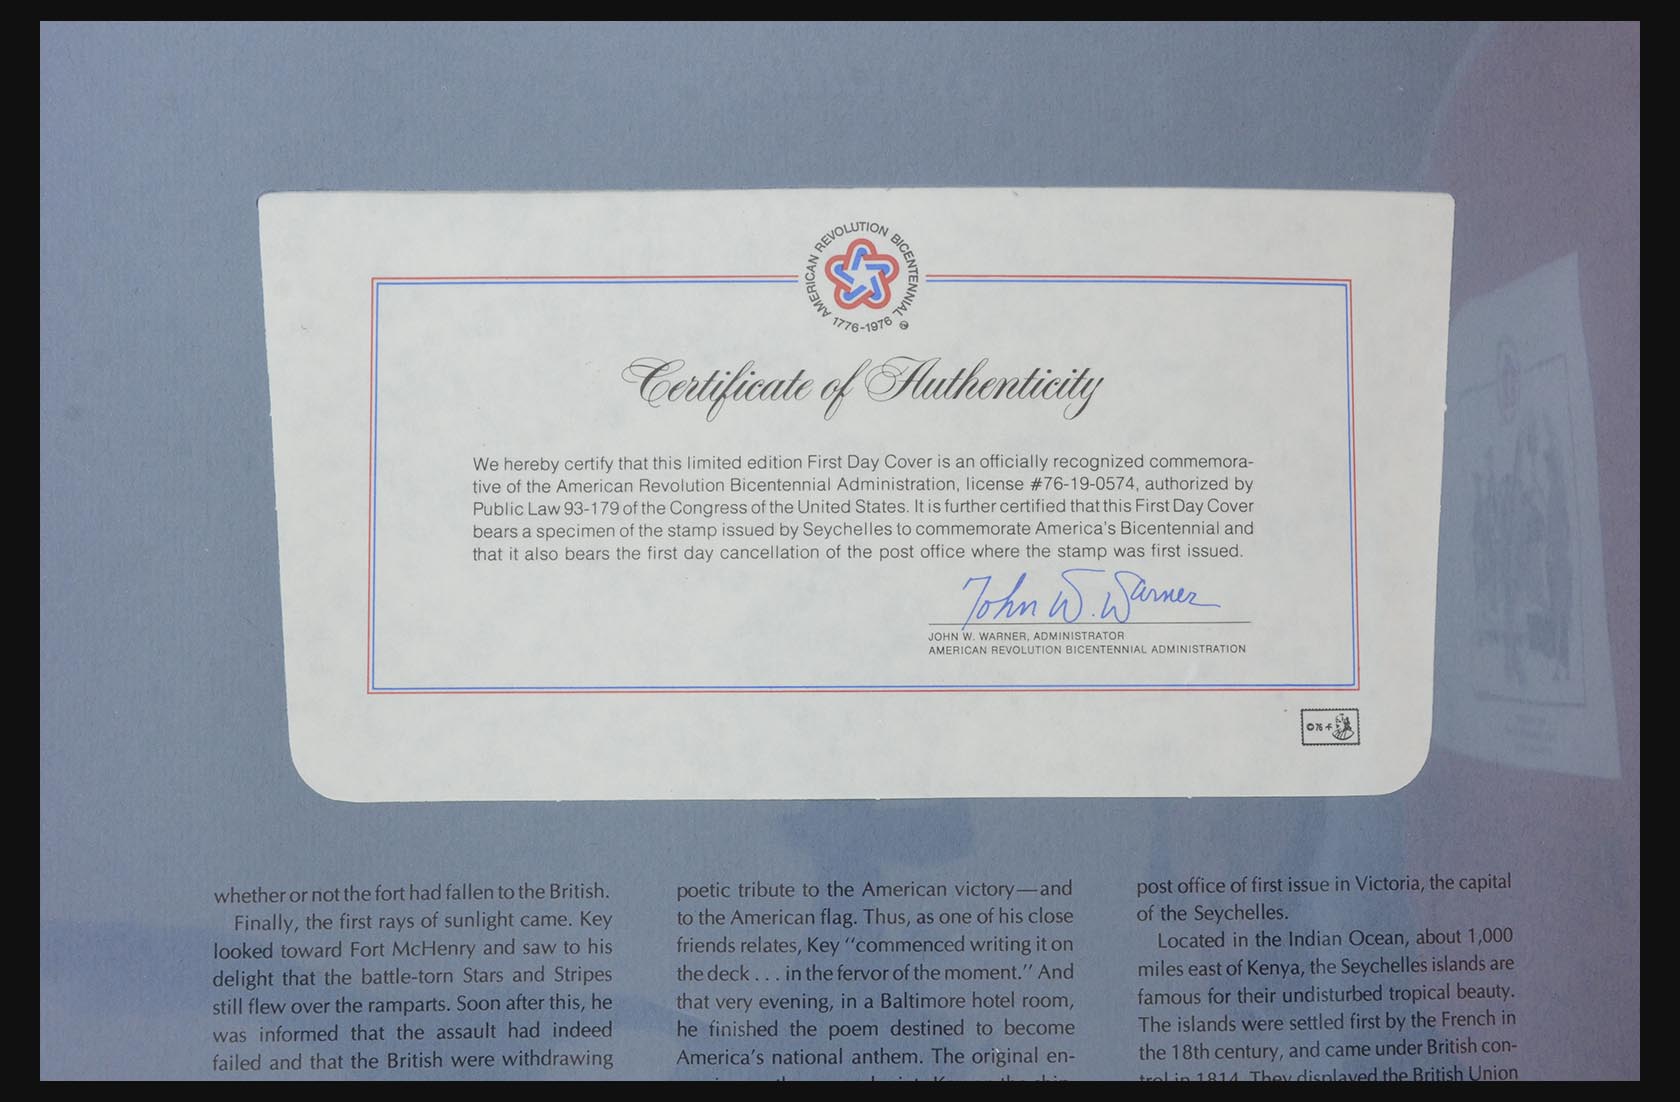 AMERICAN REVOLUTION BICENTENNIAL
1776-1976
Certificate of Authenticity
We hereby certify that this limited edition First Day Cover is an officially recognized commemora-
tive of the American Revolution Bicentennial Administration, license #76-19-0574, authorized by
Public Law 93-179 of the Congress of the United States. It is further certified that this First Day Cover
bears a specimen of the stamp issued by Seychelles to commemorate America's Bicentennial and
that it also bears the first day cancellation of the post office where the stamp was first issued.
John W. Warner
JOHN W. WARNER, ADMINISTRATOR
AMERICAN REVOLUTION BICENTENNIAL ADMINISTRATION
©76
whether or not the fort had fallen to the British.
Finally, the first rays of sunlight came. Key
looked toward Fort McHenry and saw to his
delight that the battle-torn Stars and Stripes
still flew over the ramparts. Soon after this, he
was informed that the assault had indeed
failed and that the British were withdrawing
poetic tribute to the American victory—and
to the American flag. Thus, as one of his close
friends relates, Key "commenced writing it on
the deck . . . in the fervor of the moment." And
that very evening, in a Baltimore hotel room,
he finished the poem destined to become
America's national anthem. The original en-
post office of first issue in Victoria, the capital
of the Seychelles.
Located in the Indian Ocean, about 1,000
miles east of Kenya, the Seychelles islands are
famous for their undisturbed tropical beauty.
The islands were settled first by the French in
the 18th century, and came under British con-
trol in 1814. They displayed the British Union